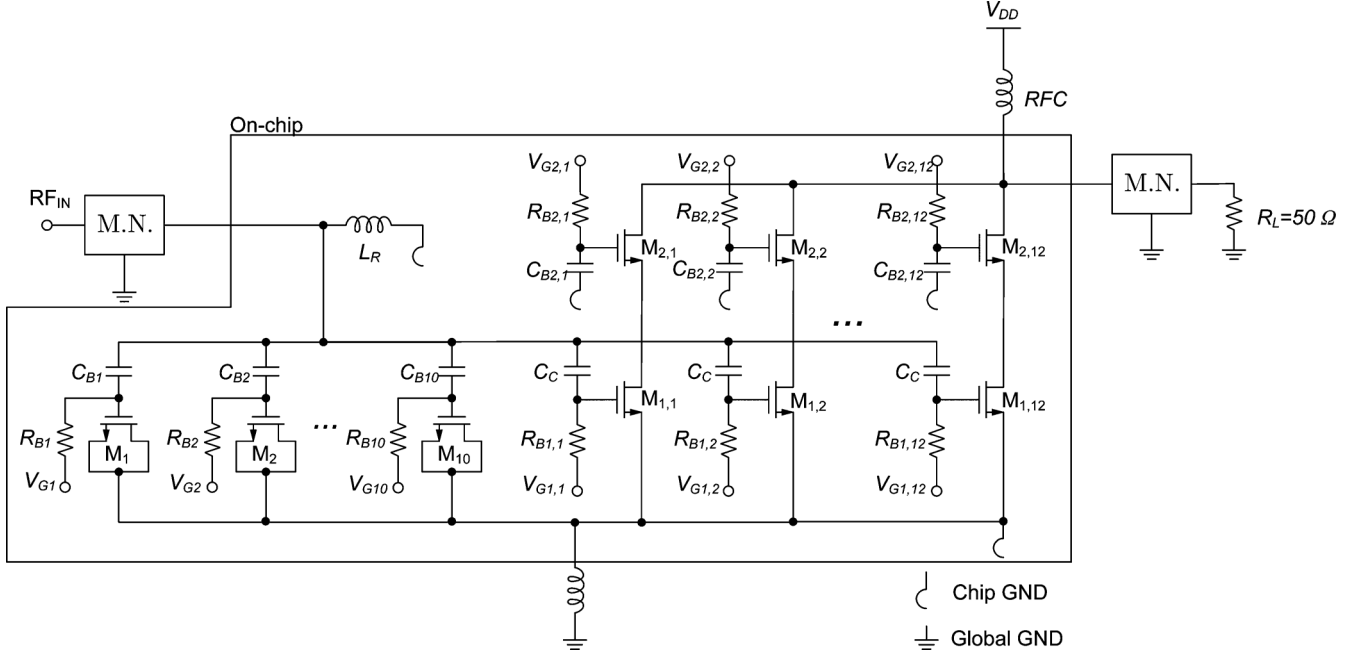 V_DD
RFC
On-chip
V_G2,1
V_G2,2
V_G2,12
RF_IN
M.N.
M.N.
R_B2,1
R_B2,2
R_B2,12
R_L=50 Ω
L_R
M_2,1
M_2,2
M_2,12
C_B2,1
C_B2,2
C_B2,12
...
C_B1
C_B2
C_B10
C_C
C_C
C_C
M_1,1
M_1,2
M_1,12
R_B1
R_B2
...
R_B10
M_1
M_2
M_10
R_B1,1
R_B1,2
R_B1,12
V_G1
V_G2
V_G10
V_G1,1
V_G1,2
V_G1,12
Chip GND
Global GND